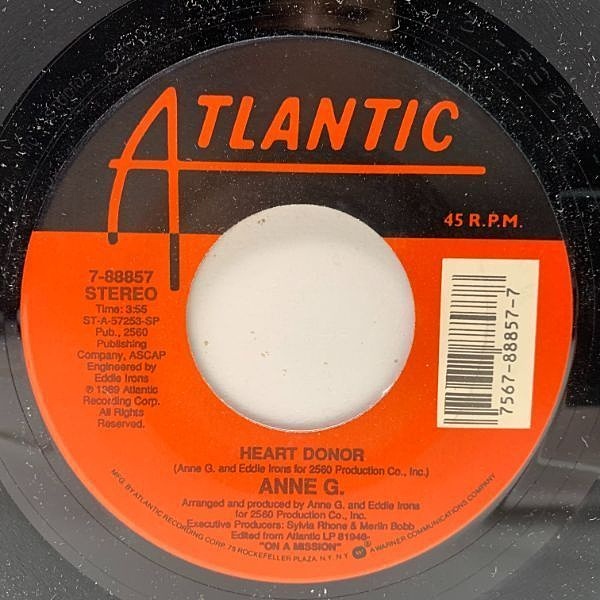 ATLANTIC
45 R.P.M.
7-88857
STEREO
Time: 3:55
ST-A-57253-SP
Pub., 2560
Publishing
Company, ASCAP
Engineered by
Eddie Irons
℗ 1989 Atlantic
Recording Corp.
All Rights
Reserved.
7567-88857-7
HEART DONOR
(Anne G. and Eddie Irons for 2560 Production Co., Inc.)
ANNE G.
Arranged and produced by Anne G. and Eddie Irons
for 2560 Production Co., Inc.
Executive Producers: Sylvia Rhone & Merlin Bobb
Edited from Atlantic LP 81946-
"ON A MISSION"
MFG. BY ATLANTIC RECORDING CORP. 75 ROCKEFELLER PLAZA, N.Y. N.Y. W A WARNER COMMUNICATIONS COMPANY